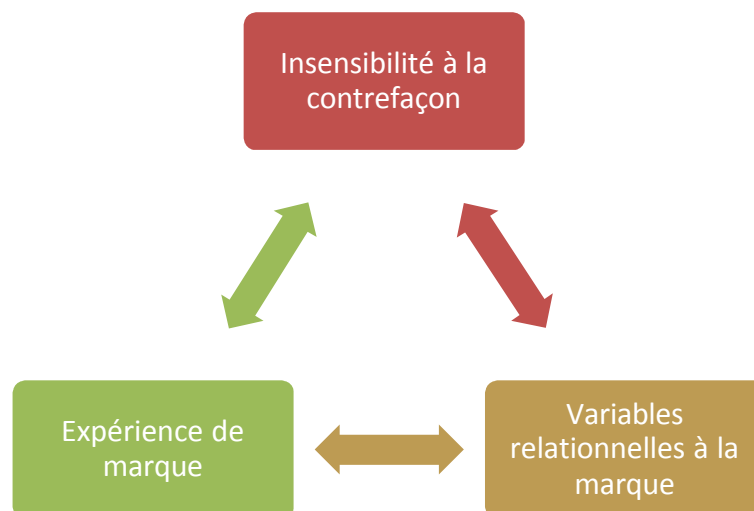 Insensibilité à la
contrefaçon
Expérience de
marque
Variables
relationnelles à la
marque